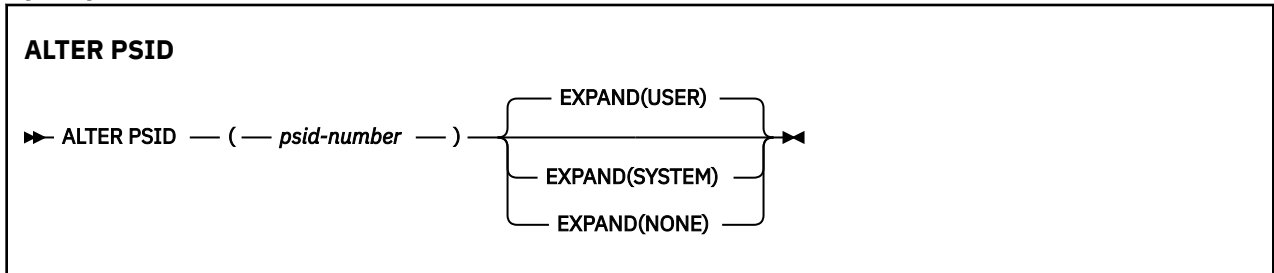 ALTER PSID
EXPAND(USER)
ALTER PSID ( psid-number )
EXPAND(SYSTEM)
EXPAND(NONE)